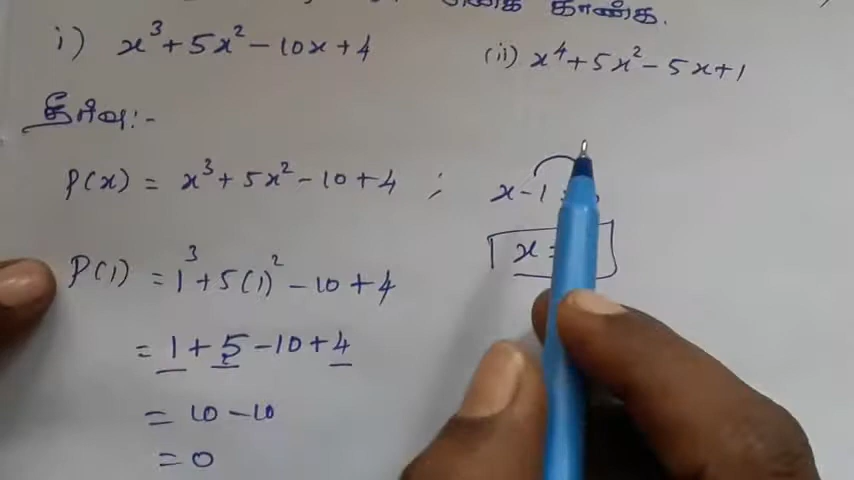 காண்க.
i) x³ + 5x² - 10x + 4
(ii) x⁴ + 5x² - 5x + 1
தீர்வு:-
P(x) = x³ + 5x² - 10 + 4 ; x - 1 =
P(1) = 1³ + 5(1)² - 10 + 4
x =
= 1 + 5 - 10 + 4
= 10 - 10
= 0